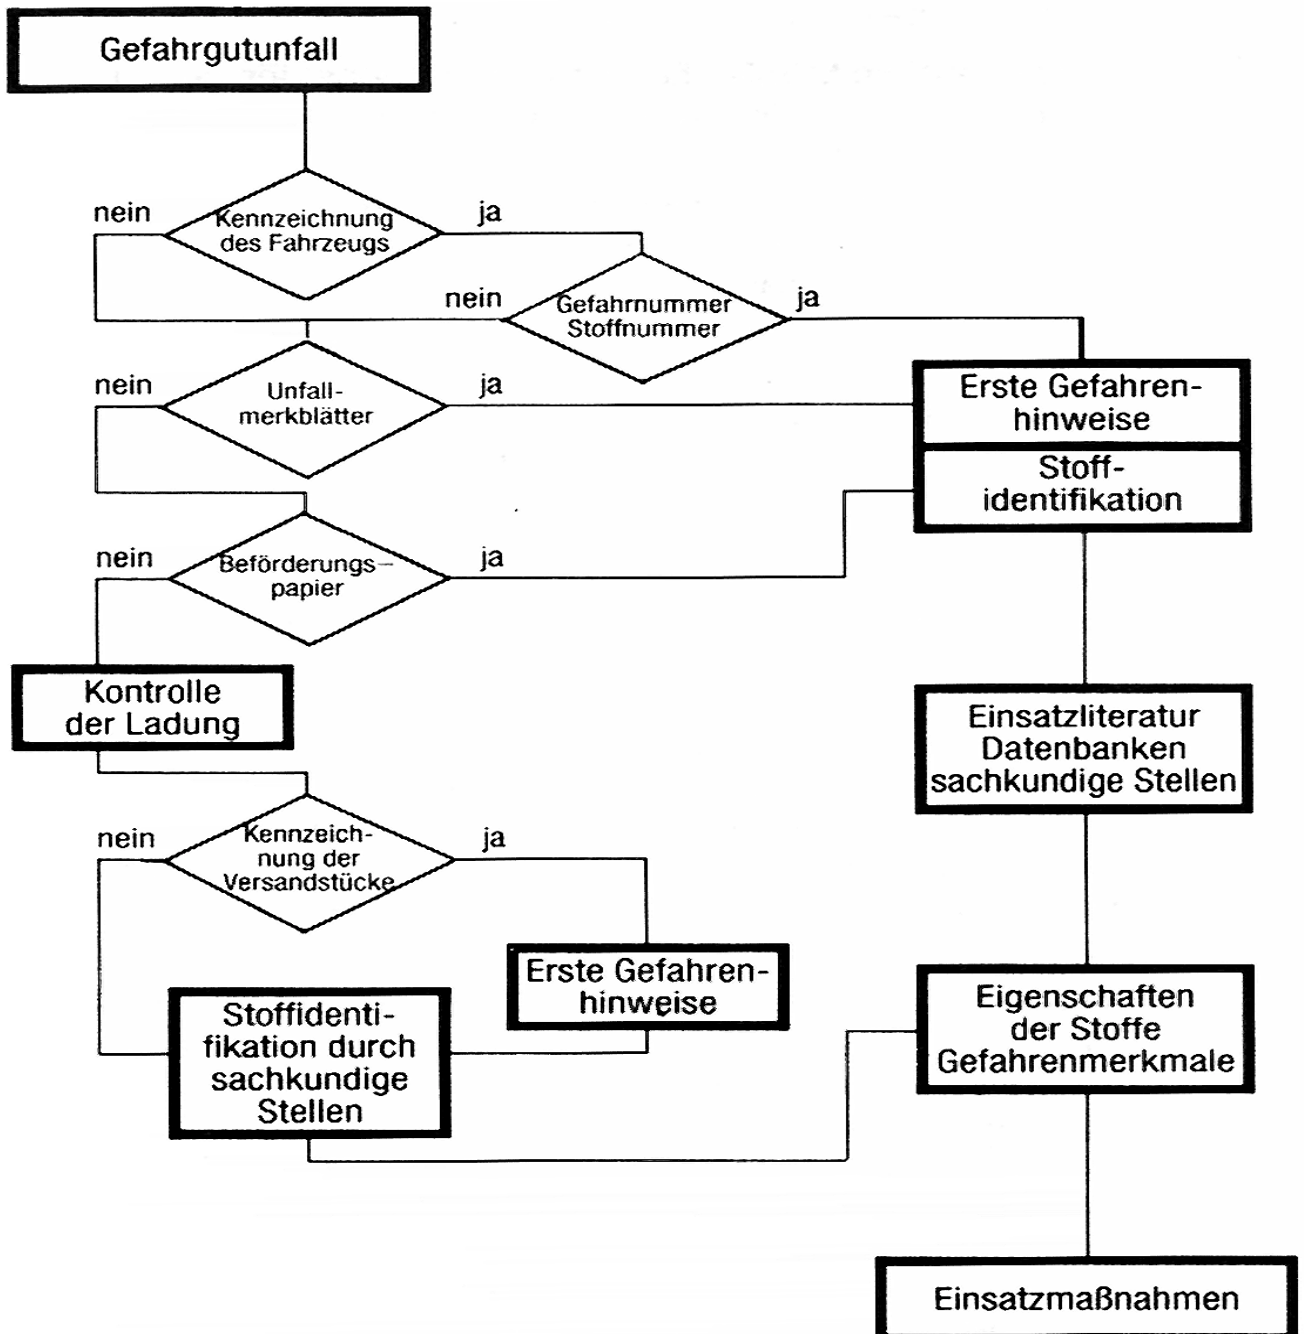 Gefahrgutunfall
nein
Kennzeichnung
des Fahrzeugs
ja
nein
Gefahrnummer
Stoffnummer
ja
nein
Unfall-
merkblätter
ja
Erste Gefahren-
hinweise
Stoff-
identifikation
nein
Beförderungs-
papier
ja
Kontrolle
der Ladung
Einsatzliteratur
Datenbanken
sachkundige Stellen
nein
Kennzeich-
nung der
Versandstücke
ja
Erste Gefahren-
hinweise
Stoffidenti-
fikation durch
sachkundige
Stellen
Eigenschaften
der Stoffe
Gefahrenmerkmale
Einsatzmaßnahmen